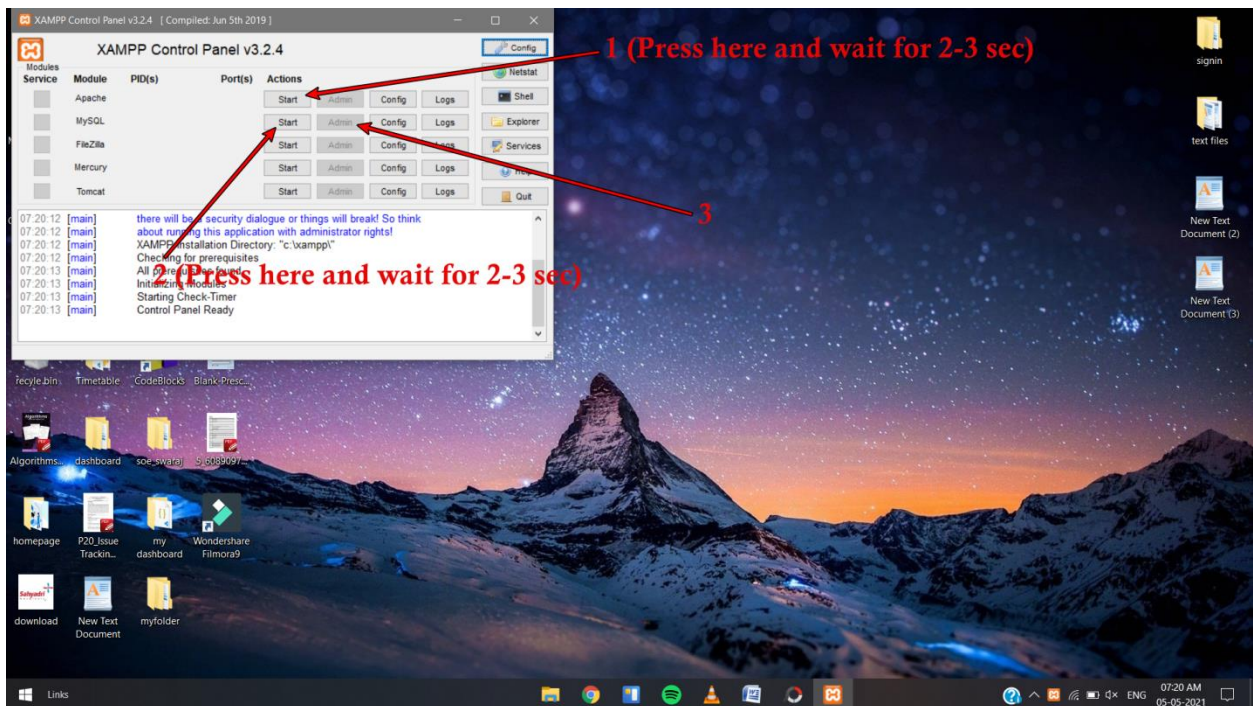 XAMPP Control Panel v3.2.4 [ Compiled: Jun 5th 2019 ]
XAMPP Control Panel v3.2.4
Config
1 (Press here and wait for 2-3 sec)
Modules
Service Module PID(s) Port(s) Actions
Netstat
Apache Start Admin Config Logs
Shell
MySQL Start Admin Config Logs
Explorer
FileZilla Start Admin Config Logs
Services
Mercury Start Admin Config Logs
Help
Tomcat Start Admin Config Logs
Quit
3
07:20:12 [main] there will be a security dialogue or things will break! So think
07:20:12 [main] about running this application with administrator rights!
07:20:12 [main] XAMPP Installation Directory: "c:\xampp\"
07:20:12 [main] Checking for prerequisites
07:20:13 [main] All prerequisites found
07:20:13 [main] Initializing Modules
07:20:13 [main] Starting Check-Timer
07:20:13 [main] Control Panel Ready
2 (Press here and wait for 2-3 sec)
signin
text files
New Text
Document (2)
New Text
Document (3)
recyle.bin Timetable CodeBlocks Blank-Presc...
Algorithms
Algorithms... dashboard soe_swaraj 5_6089097...
homepage P20_Issue
Trackin...
my
dashboard
Wondershare
Filmora9
Sahyadri
download New Text
Document
myfolder
Links
ENG
07:20 AM
05-05-2021